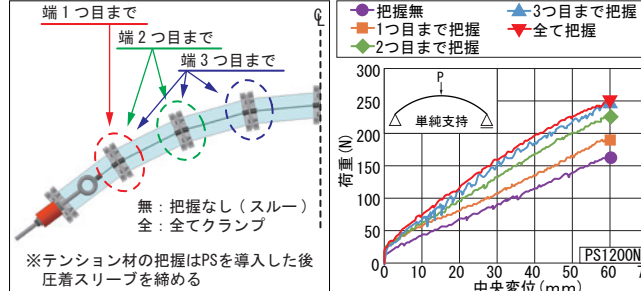 端1つ目まで
端2つ目まで
端3つ目まで
℄
無：把握なし(スルー)
全：全てクランプ
※テンション材の把握はPSを導入した後
圧着スリーブを締める
把握無
3つ目まで把握
1つ目まで把握
全て把握
2つ目まで把握
荷重(N)
300
250
200
150
100
50
0
P
単純支持
PS1200N
0 10 20 30 40 50 60 7
中央変位(mm)